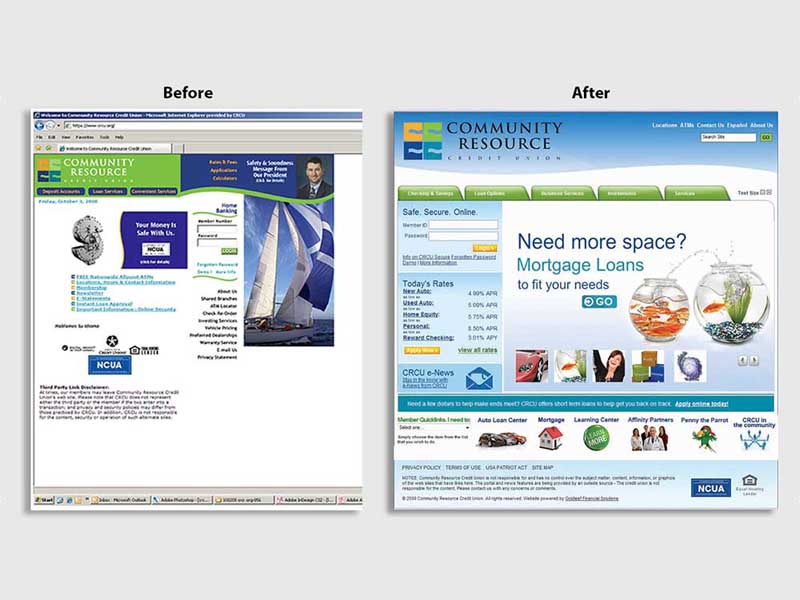 Before
After
Welcome to Community Resource Credit Union - Microsoft Internet Explorer provided by CRCU
File Edit View Favorites Tools Help
Welcome to Community Resource Credit Union
COMMUNITY
RESOURCE
CREDIT UNION
Rates & Fees
Applications
Calculators
Safety & Soundness
Message From
Our President
(Click for details)
Deposit Accounts
Loan Services
Convenient Services
Friday, October 3, 2008
Your Money Is
Safe With Us.
NCUA
(Click for details)
Home
Banking
Member Number
Password
LOGIN
Forgotten Password
Demo | More Info
FREE Nationwide Allpoint ATMs
Locations, Hours & Contact Information
Membership
Newsletter
E-Statements
Instant Loan Approval
Important Information - Online Security
About Us
Shared Branches
ATM Locator
Check Re-Order
Investing Services
Vehicle Pricing
Preferred Dealerships
Warranty Service
E-mail Us
Privacy Statement
Hablamos Su Idioma
NCUA
Third Party Link Disclaimer:
At times, our members may leave Community Resource Credit
Union's web site. Please note that CRCU does not represent
either the third party or the member if the two enter into a
transaction; and privacy and security policies may differ from
those practiced by CRCU. In addition, CRCU is not responsible
for the content, security or operation of such alternate sites.
Start
Inbox - Microsoft Outlook
COMMUNITY
RESOURCE
CREDIT UNION
Locations ATMs Contact Us Español About Us
Search Site
GO
Checking & Savings
Loan Options
Business Services
Investments
Services
Text Size
Safe. Secure. Online.
Member ID
Password
Login
Info on CRCU Secure Forgotten Password
Demo | More Information
Today's Rates
New Auto:
as low as
4.99% APR
Used Auto:
as low as
5.09% APR
Home Equity:
as low as
5.75% APR
Personal:
as low as
8.50% APR
Reward Checking:
3.01% APY
Apply Now
view all rates
CRCU e-News
Stay in the know with
e-News from CRCU
Need more space?
Mortgage Loans
to fit your needs
GO
Need a few dollars to help make ends meet? CRCU offers short term loans to help get you back on track. Apply online today!
Member Quicklinks. I need to:
Select one...
Simply choose the item from the list
that you wish to do.
Auto Loan Center
Mortgage
Learning Center
LEARN
MORE
Affinity Partners
Penny the Parrot
CRCU in
the community
PRIVACY POLICY TERMS OF USE USA PATRIOT ACT SITE MAP
NOTICE: Community Resource Credit Union is not responsible for and has no control over the subject matter, content, information, or graphics
of the web sites that have links here. The portal and news features are being provided by an outside source - The credit union is not
responsible for the content. Please contact us with any concerns or comments.
© 2008 Community Resource Credit Union. All rights reserved. Website powered by Goldleaf Financial Solutions
NCUA
Equal Housing
Lender